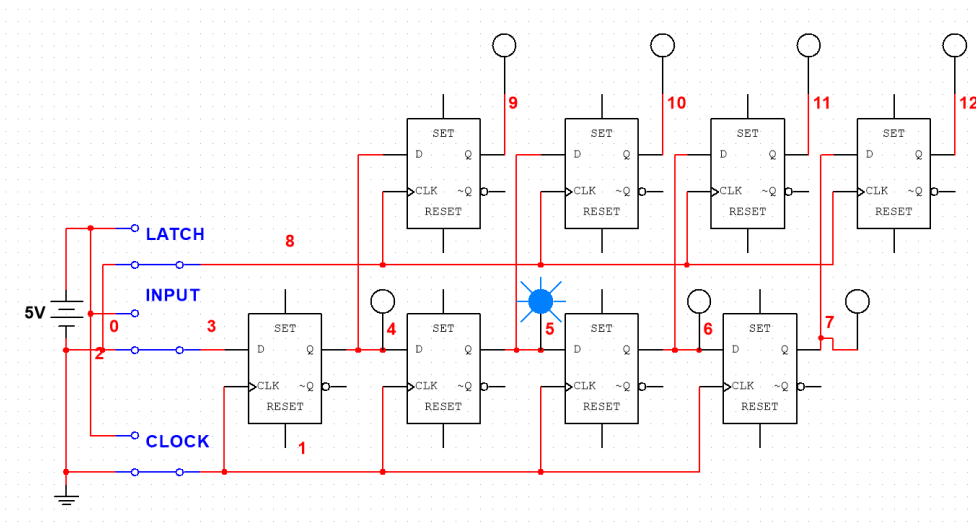 9
10
11
12
SET
D Q
CLK ~Q
RESET
SET
D Q
CLK ~Q
RESET
SET
D Q
CLK ~Q
RESET
SET
D Q
CLK ~Q
RESET
LATCH
8
INPUT
5V
0
2
3
4
5
6
7
SET
D Q
CLK ~Q
RESET
SET
D Q
CLK ~Q
RESET
SET
D Q
CLK ~Q
RESET
SET
D Q
CLK ~Q
RESET
CLOCK
1